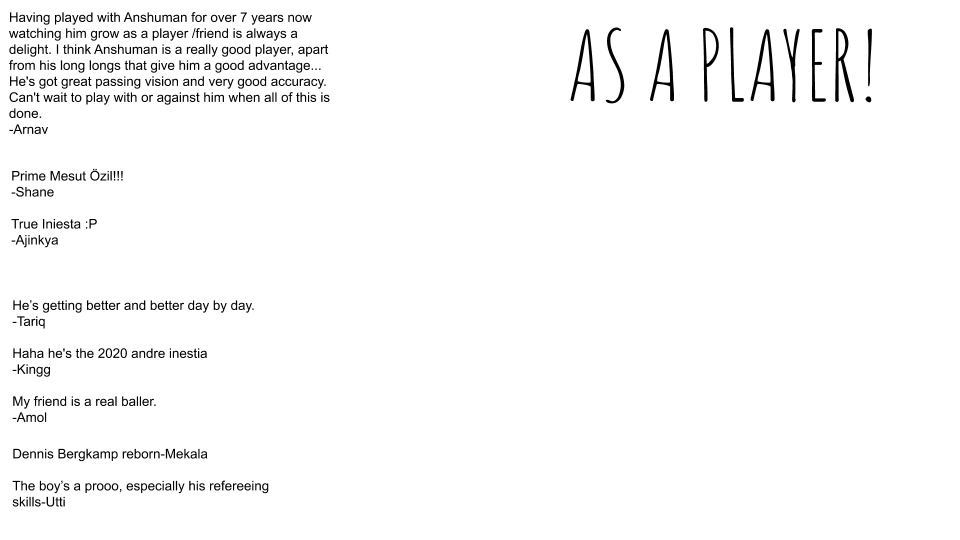 Having played with Anshuman for over 7 years now
watching him grow as a player /friend is always a
delight. I think Anshuman is a really good player, apart
from his long longs that give him a good advantage...
He's got great passing vision and very good accuracy.
Can't wait to play with or against him when all of this is
done.
-Arnav
AS A PLAYER!
Prime Mesut Özil!!!
-Shane
True Iniesta :P
-Ajinkya
He’s getting better and better day by day.
-Tariq
Haha he's the 2020 andre inestia
-Kingg
My friend is a real baller.
-Amol
Dennis Bergkamp reborn-Mekala
The boy’s a prooo, especially his refereeing
skills-Utti